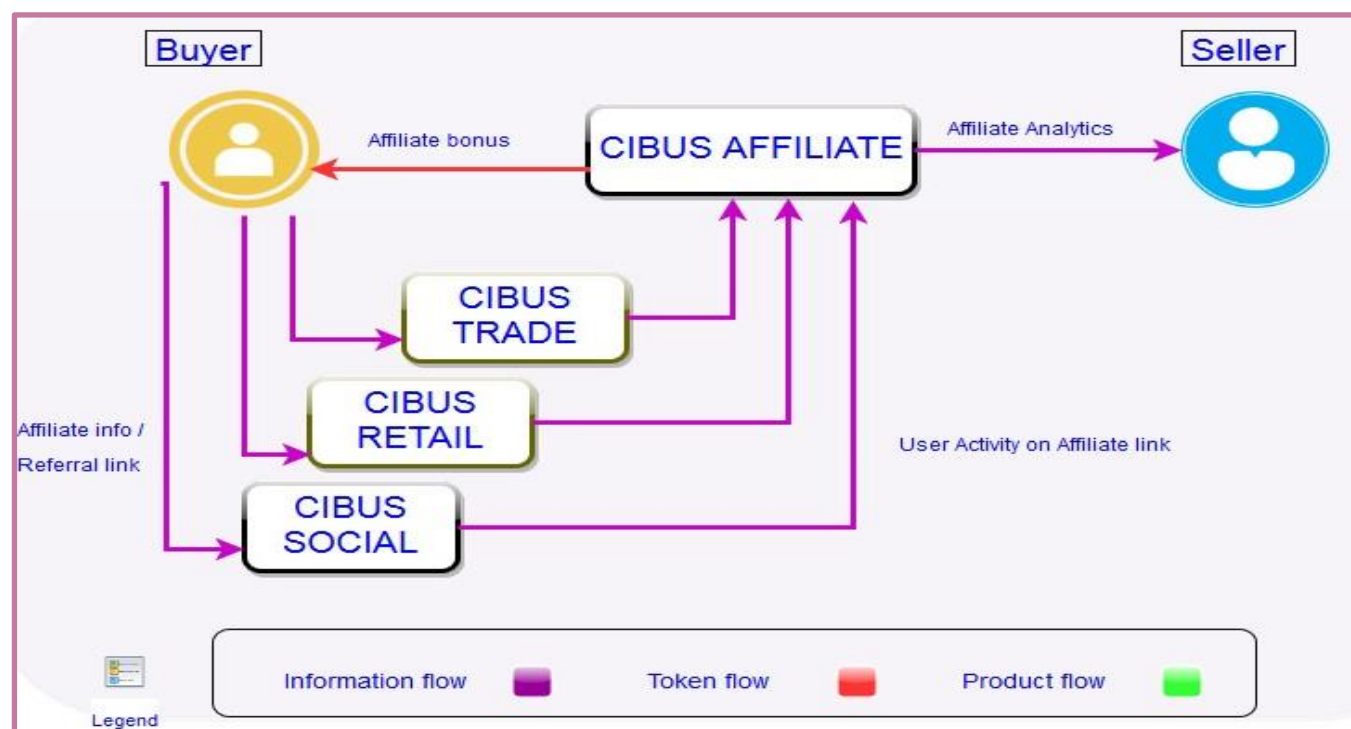 Buyer
Seller
Affiliate bonus
CIBUS AFFILIATE
Affiliate Analytics
CIBUS
TRADE
CIBUS
RETAIL
Affiliate info /
Referral link
User Activity on Affiliate link
CIBUS
SOCIAL
Legend
Information flow
Token flow
Product flow